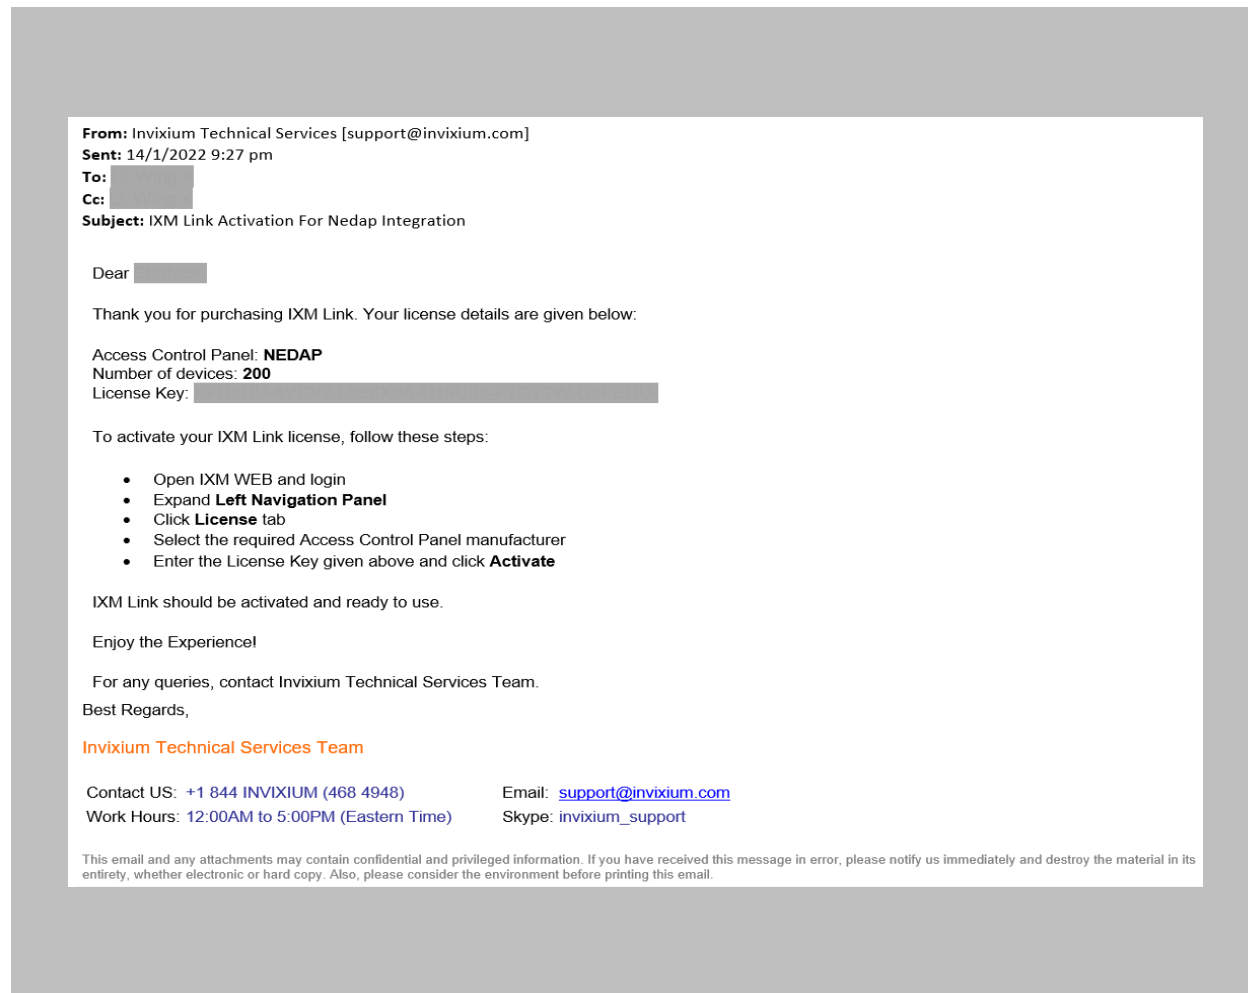 From: Invixium Technical Services [support@invixium.com]
Sent: 14/1/2022 9:27 pm
To:
Cc:
Subject: IXM Link Activation For Nedap Integration
Dear
Thank you for purchasing IXM Link. Your license details are given below:
Access Control Panel: NEDAP
Number of devices: 200
License Key:
To activate your IXM Link license, follow these steps:
• Open IXM WEB and login
• Expand Left Navigation Panel
• Click License tab
• Select the required Access Control Panel manufacturer
• Enter the License Key given above and click Activate
IXM Link should be activated and ready to use.
Enjoy the Experience!
For any queries, contact Invixium Technical Services Team.
Best Regards,
Invixium Technical Services Team
Contact US: +1 844 INVIXIUM (468 4948) Email: support@invixium.com
Work Hours: 12:00AM to 5:00PM (Eastern Time) Skype: invixium_support
This email and any attachments may contain confidential and privileged information. If you have received this message in error, please notify us immediately and destroy the material in its
entirety, whether electronic or hard copy. Also, please consider the environment before printing this email.